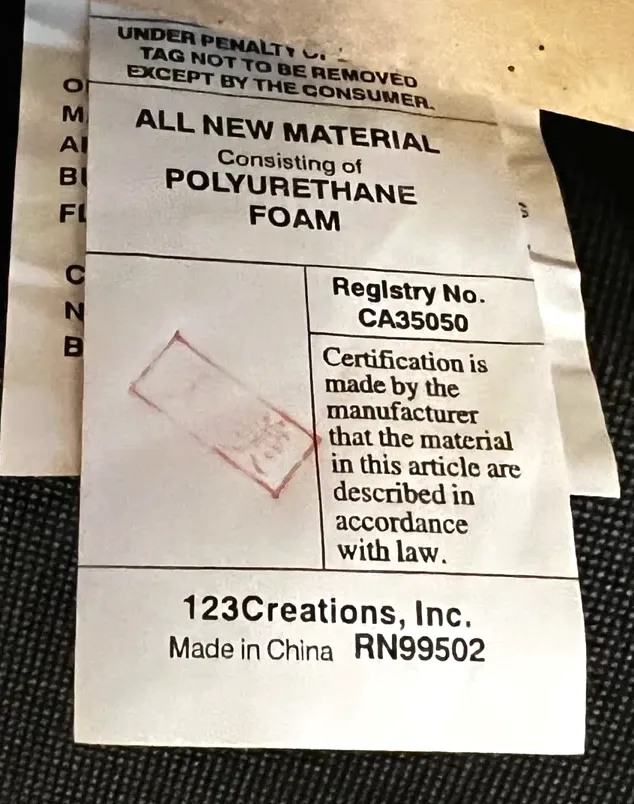 UNDER PENALTY
TAG NOT TO BE REMOVED
EXCEPT BY THE CONSUMER.
ALL NEW MATERIAL
Consisting of
POLYURETHANE
FOAM
Registry No.
CA35050
Certification is
made by the
manufacturer
that the material
in this article are
described in
accordance
with law.
123Creations, Inc.
Made in China RN99502